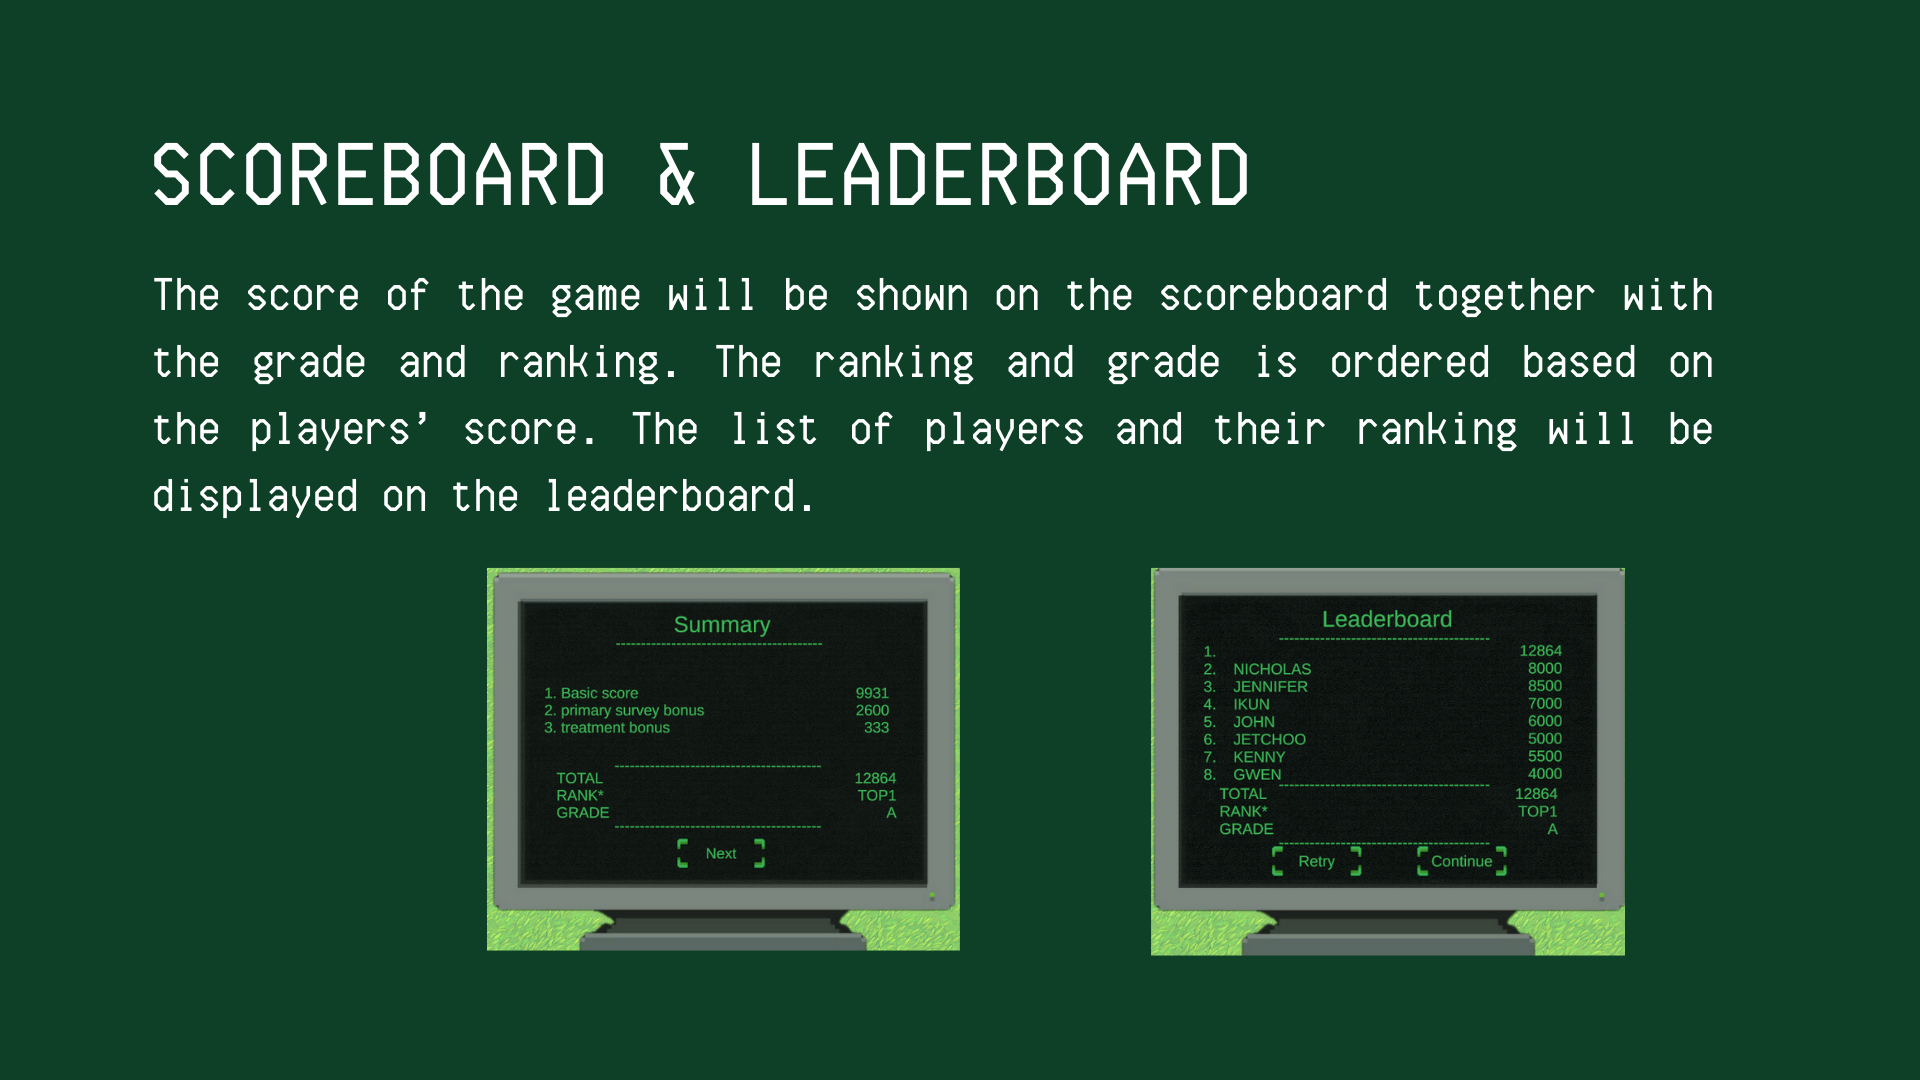 SCOREBOARD & LEADERBOARD
The score of the game will be shown on the scoreboard together with
the grade and ranking. The ranking and grade is ordered based on
the players’ score. The list of players and their ranking will be
displayed on the leaderboard.
Summary
----------------------------------------
1. Basic score 9931
2. primary survey bonus 2600
3. treatment bonus 333
----------------------------------------
TOTAL 12864
RANK* TOP1
GRADE A
----------------------------------------
Next
Leaderboard
----------------------------------------
1. 12864
2. NICHOLAS 8000
3. JENNIFER 8500
4. IKUN 7000
5. JOHN 6000
6. JETCHOO 5000
7. KENNY 5500
8. GWEN 4000
----------------------------------------
TOTAL 12864
RANK* TOP1
GRADE A
----------------------------------------
Retry Continue